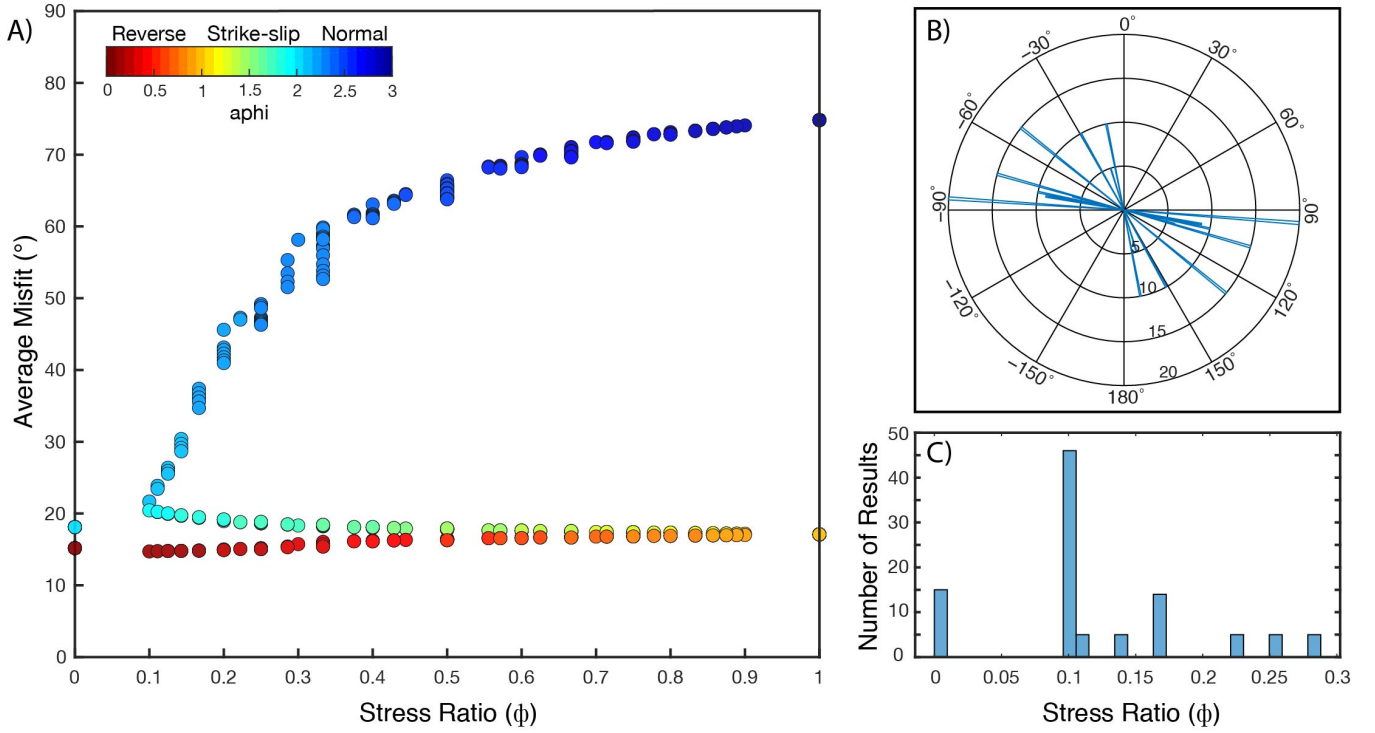 A)
Reverse Strike-slip Normal
0 0.5 1 1.5 2 2.5 3
aphi
90
80
70
60
50
40
30
20
10
0
Average Misfit (°)
0 0.1 0.2 0.3 0.4 0.5 0.6 0.7 0.8 0.9 1
Stress Ratio (ϕ)
B)
0°
−30° 30°
−60° 60°
−90° 90°
−120° 120°
−150° 150°
180°
5
10
15
20
C)
50
40
30
20
10
0
Number of Results
0 0.05 0.1 0.15 0.2 0.25 0.3
Stress Ratio (ϕ)